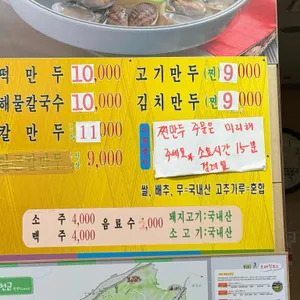 떡 만 두 10,000
고기만두(찐) 9,000
해물칼국수 10,000
김치만두(찐) 9,000
칼 만 두 11,000
9,000
찐만두 주문은 미리해
주세요. 소요시간 15분
걸려요
쌀, 배추, 무=국내산 고추가루=혼합
소 주 4,000
맥 주 4,000
음료수 2,000
돼지고기:국내산
소 고 기:국내산